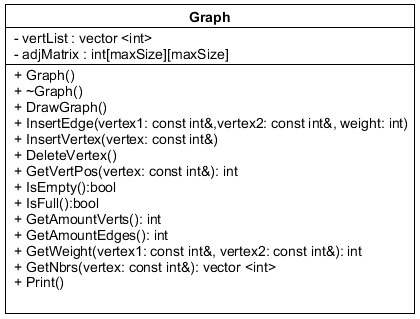 Graph
- vertList : vector <int>
- adjMatrix : int[maxSize][maxSize]
+ Graph()
+ ~Graph()
+ DrawGraph()
+ InsertEdge(vertex1: const int&,vertex2: const int&, weight: int)
+ InsertVertex(vertex: const int&)
+ DeleteVertex()
+ GetVertPos(vertex: const int&): int
+ IsEmpty():bool
+ IsFull():bool
+ GetAmountVerts(): int
+ GetAmountEdges(): int
+ GetWeight(vertex1: const int&, vertex2: const int&): int
+ GetNbrs(vertex: const int&): vector <int>
+ Print()